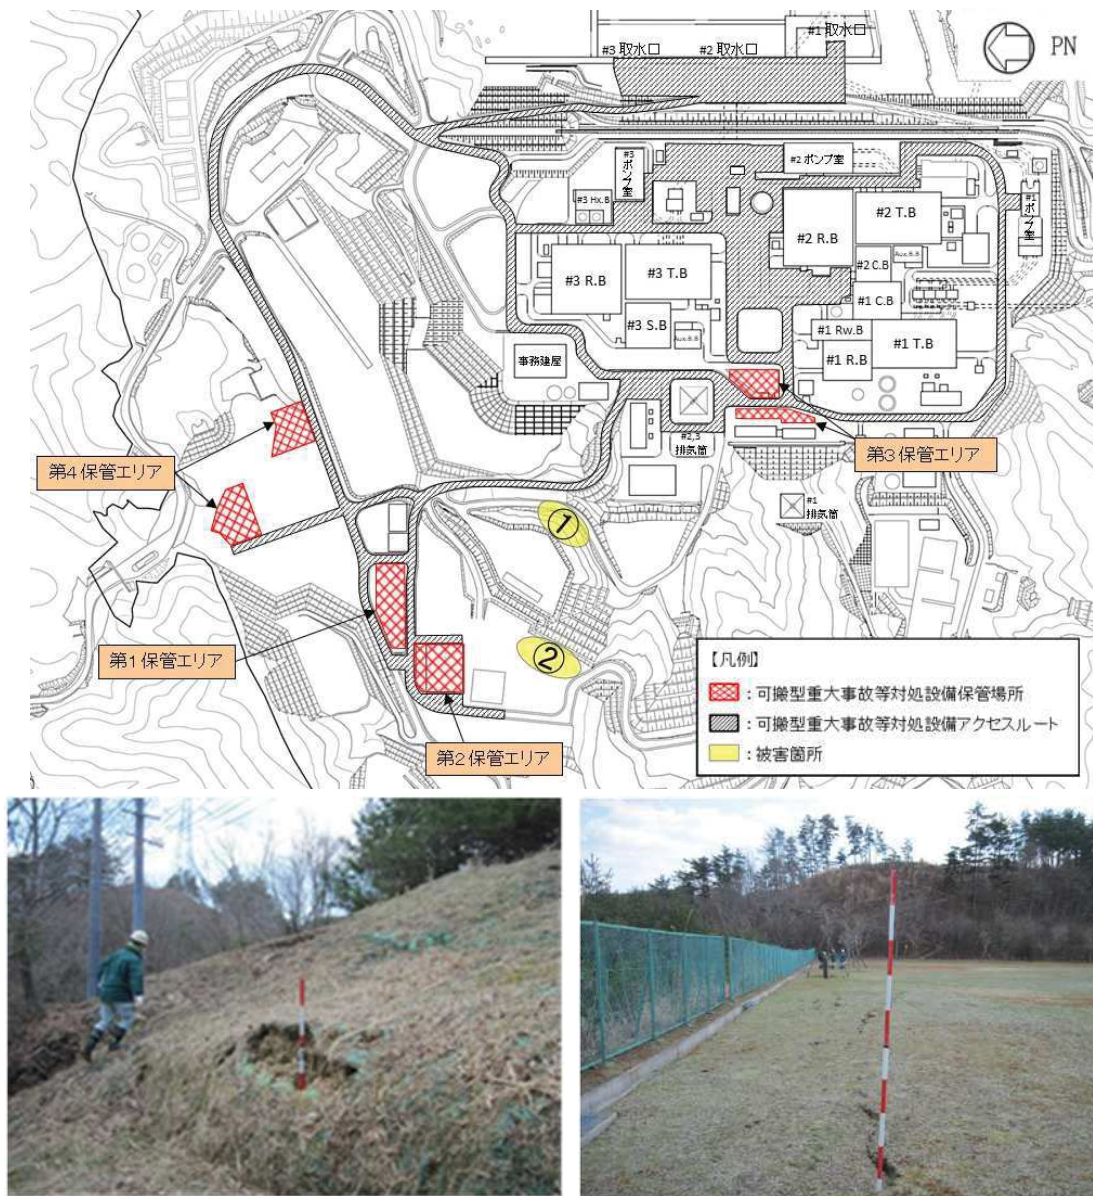 #1 取水口
#3 取水口
#2 取水口
PN
#3
ポンプ室
#2 ポンプ室
#3 Hx.B
#1
ポンプ室
#2 T.B
#2 R.B
#2 C.B
Aux.B.B
#3 R.B
#3 T.B
#1 C.B
#3 S.B
Aux.B.B
#1 Rw.B
#1 T.B
#1 R.B
事務建屋
#2,3
排気筒
第3保管エリア
第4保管エリア
#1
排気筒
①
②
第1保管エリア
第2保管エリア
【凡例】
:可搬型重大事故等対処設備保管場所
:可搬型重大事故等対処設備アクセスルート
:被害箇所